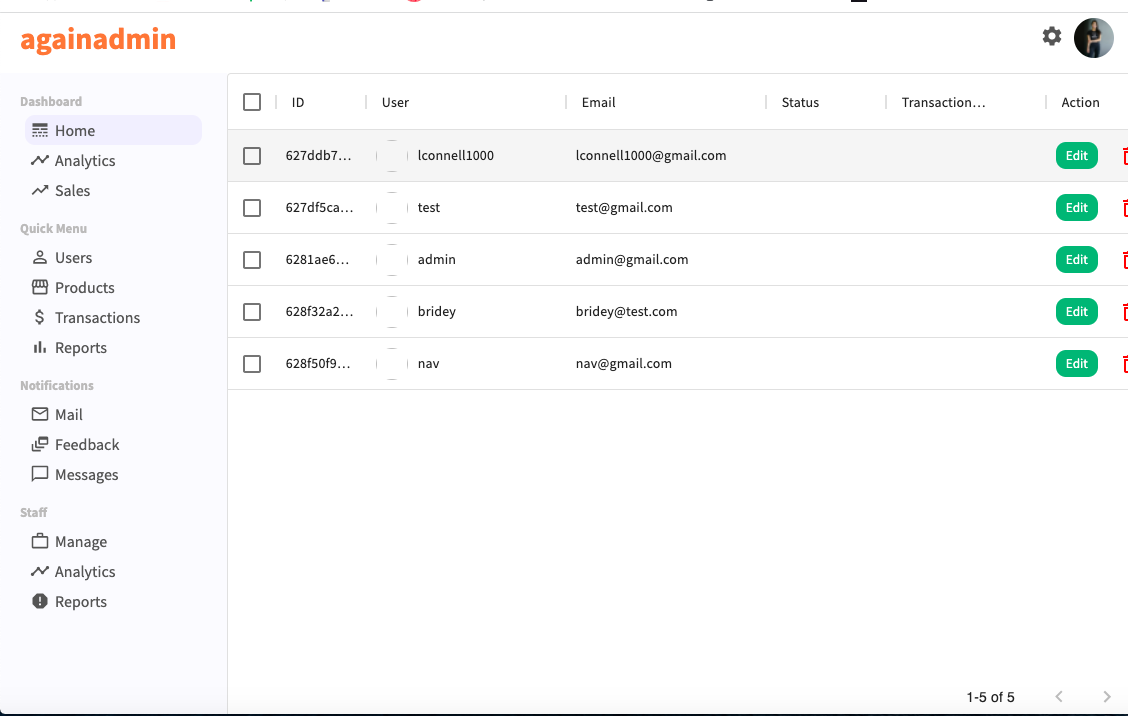 againadmin
Dashboard
Home
Analytics
Sales
Quick Menu
Users
Products
Transactions
Reports
Notifications
Mail
Feedback
Messages
Staff
Manage
Analytics
Reports
ID User Email Status Transaction... Action
627ddb7... lconnell1000 lconnell1000@gmail.com Edit
627df5ca... test test@gmail.com Edit
6281ae6... admin admin@gmail.com Edit
628f32a2... bridey bridey@test.com Edit
628f50f9... nav nav@gmail.com Edit
1-5 of 5